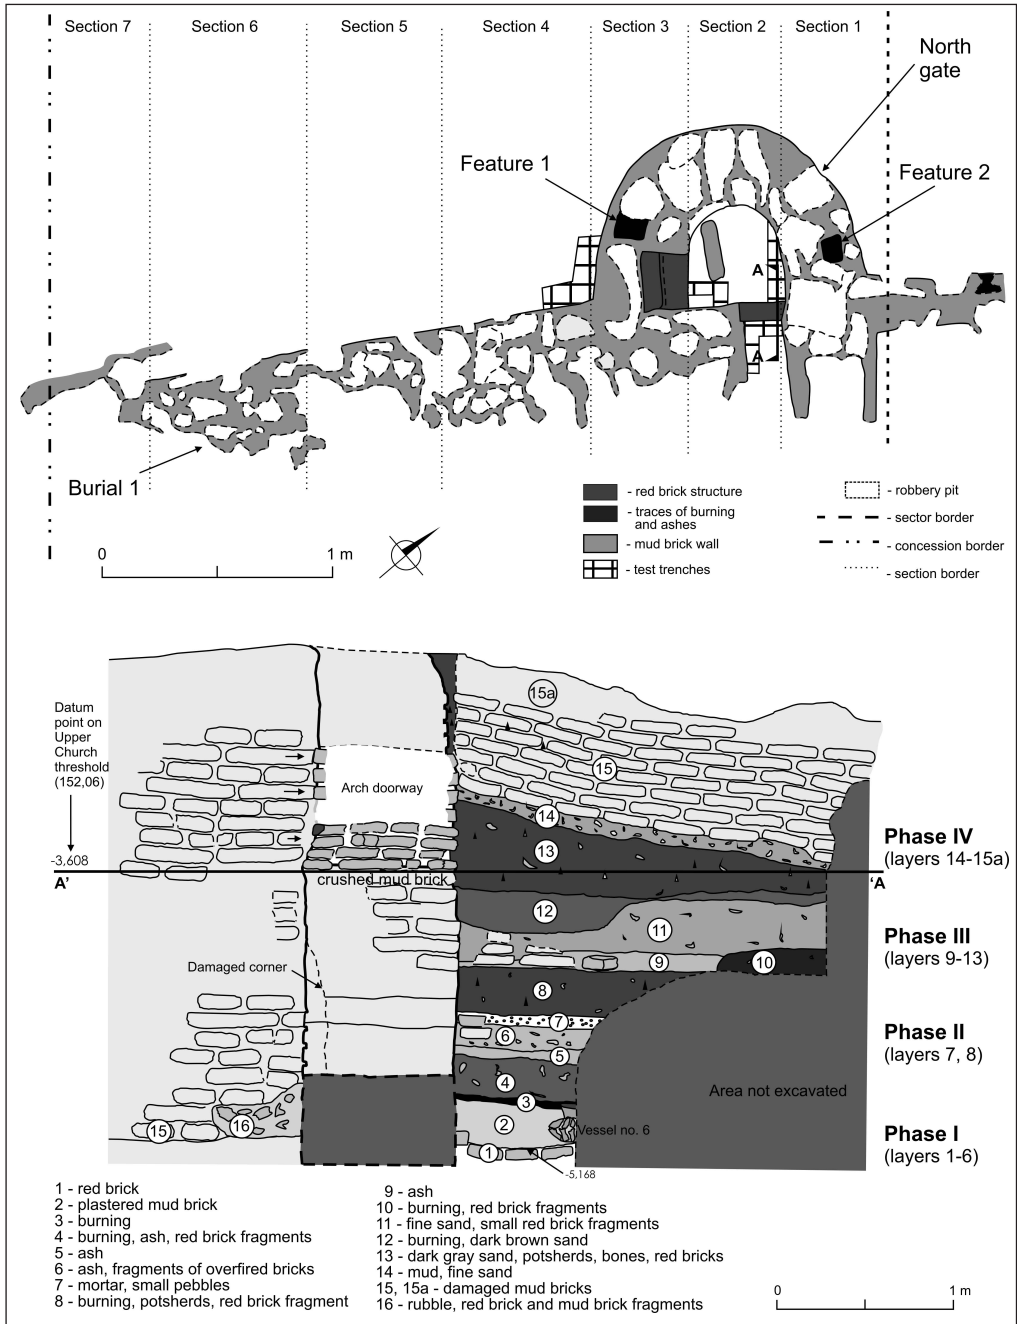 Section 7
Section 6
Section 5
Section 4
Section 3
Section 2
Section 1
North
gate
Feature 1
Feature 2
A
A
Burial 1
0
1 m
- red brick structure
- traces of burning
and ashes
- mud brick wall
- test trenches
- robbery pit
- sector border
- concession border
- section border
Datum
point on
Upper
Church
threshold
(152,06)
-3,608
A'
'A
15a
15
Arch doorway
14
13
crushed mud brick
12
11
9
10
Damaged corner
8
7
6
5
4
3
2
Vessel no. 6
1
-5,168
15
16
Area not excavated
Phase IV
(layers 14-15a)
Phase III
(layers 9-13)
Phase II
(layers 7, 8)
Phase I
(layers 1-6)
1 - red brick
2 - plastered mud brick
3 - burning
4 - burning, ash, red brick fragments
5 - ash
6 - ash, fragments of overfired bricks
7 - mortar, small pebbles
8 - burning, potsherds, red brick fragment
9 - ash
10 - burning, red brick fragments
11 - fine sand, small red brick fragments
12 - burning, dark brown sand
13 - dark gray sand, potsherds, bones, red bricks
14 - mud, fine sand
15, 15a - damaged mud bricks
16 - rubble, red brick and mud brick fragments
0
1 m